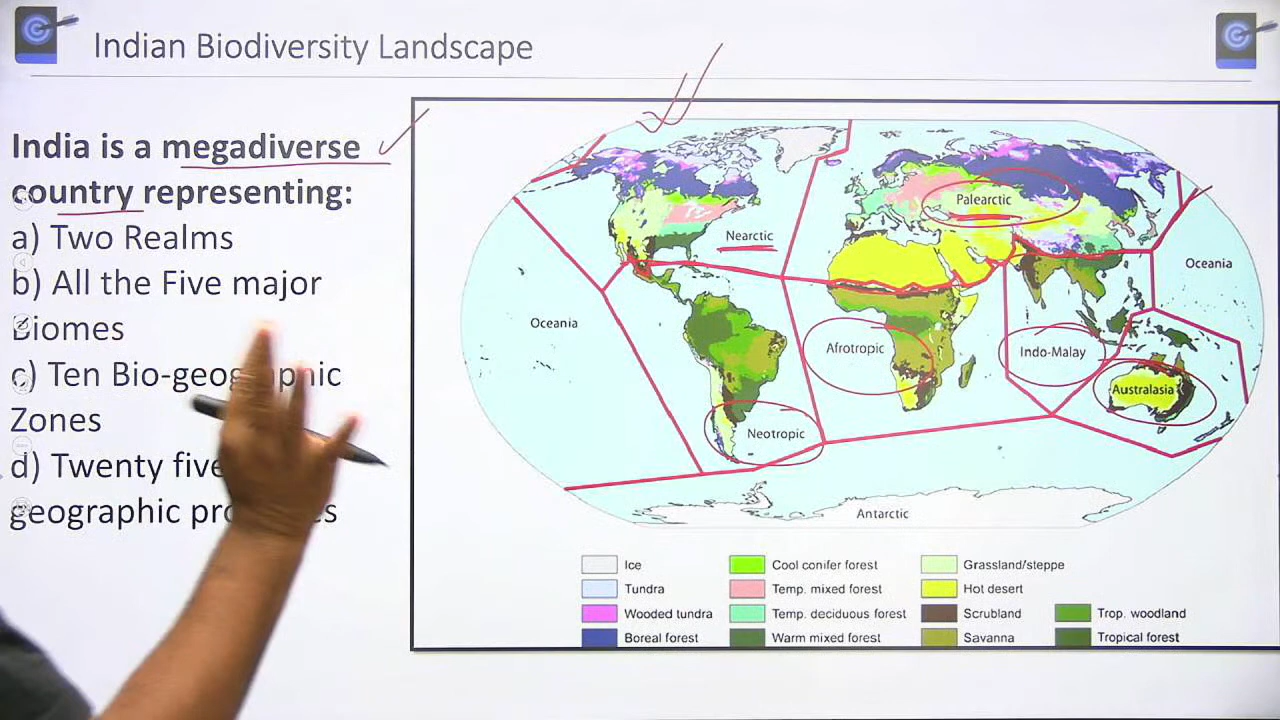 Indian Biodiversity Landscape
India is a megadiverse
country representing:
a) Two Realms
b) All the Five major
Biomes
c) Ten Bio-geographic
Zones
d) Twenty five
geographic
Nearctic
Palearctic
Oceania
Oceania
Afrotropic
Indo-Malay
Australasia
Neotropic
Antarctic
Ice
Cool conifer forest
Grassland/steppe
Tundra
Temp. mixed forest
Hot desert
Wooded tundra
Temp. deciduous forest
Scrubland
Trop. woodland
Boreal forest
Warm mixed forest
Savanna
Tropical forest